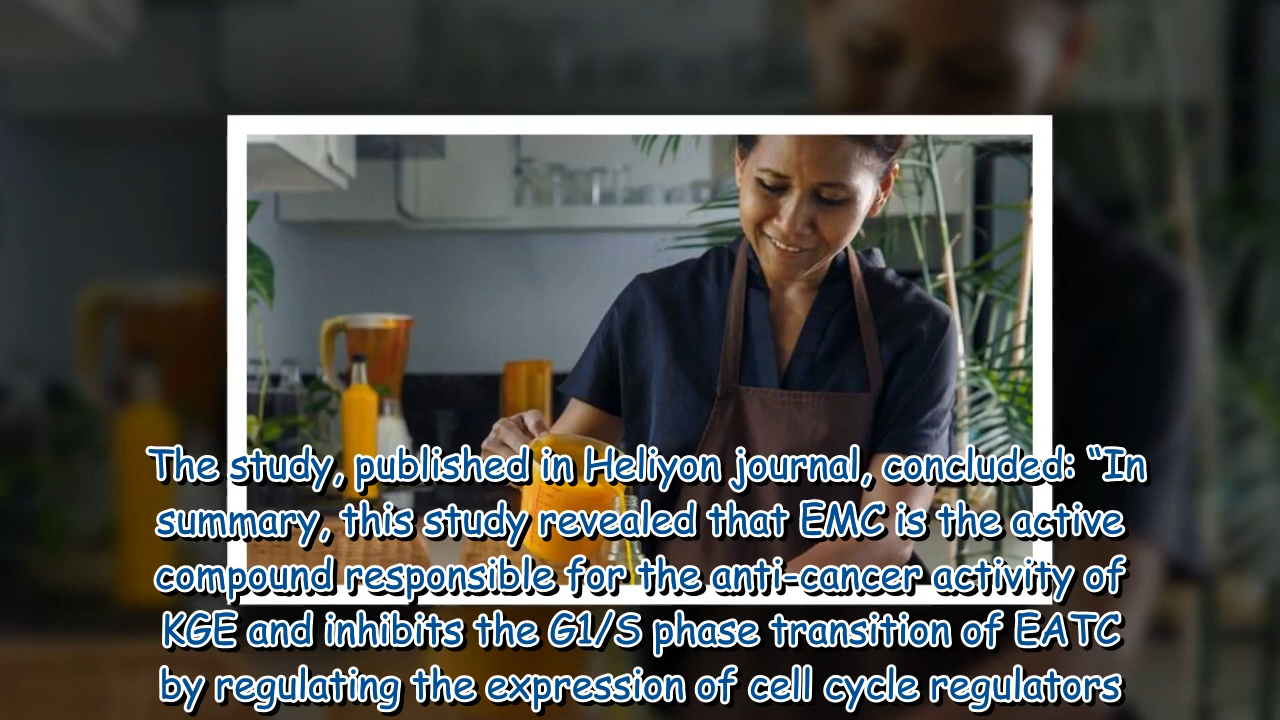 The study, published in Heliyon journal, concluded: “In
summary, this study revealed that EMC is the active
compound responsible for the anti-cancer activity of
KGE and inhibits the G1/S phase transition of EATC
by regulating the expression of cell cycle regulators